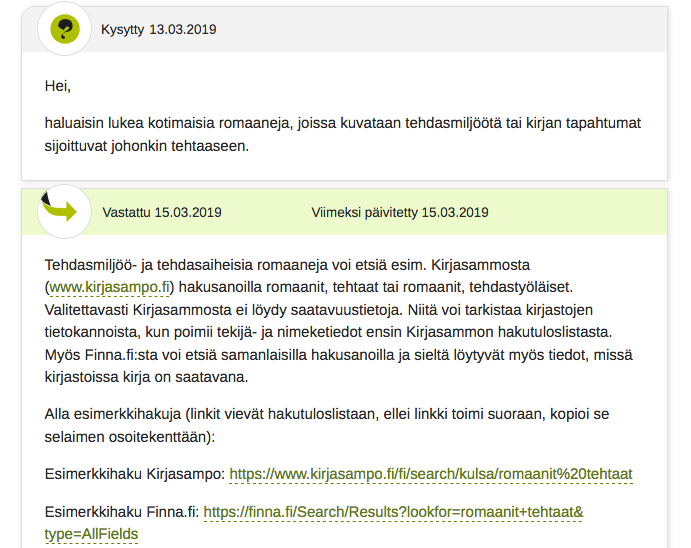 Kysytty 13.03.2019
Hei,
haluaisin lukea kotimaisia romaaneja, joissa kuvataan tehdasmiljöötä tai kirjan tapahtumat
sijoittuvat johonkin tehtaaseen.
Vastattu 15.03.2019 Viimeksi päivitetty 15.03.2019
Tehdasmiljöö- ja tehdasaiheisia romaaneja voi etsiä esim. Kirjasammosta
(www.kirjasampo.fi) hakusanoilla romaanit, tehtaat tai romaanit, tehdastyöläiset.
Valitettavasti Kirjasammosta ei löydy saatavuustietoja. Niitä voi tarkistaa kirjastojen
tietokannoista, kun poimii tekijä- ja nimeketiedot ensin Kirjasammon hakutuloslistasta.
Myös Finna.fi:sta voi etsiä samanlaisilla hakusanoilla ja sieltä löytyvät myös tiedot, missä
kirjastoissa kirja on saatavana.
Alla esimerkkihakuja (linkit vievät hakutuloslistaan, ellei linkki toimi suoraan, kopioi se
selaimen osoitekenttään):
Esimerkkihaku Kirjasampo: https://www.kirjasampo.fi/fi/search/kulsa/romaanit%20tehtaat
Esimerkkihaku Finna.fi: https://finna.fi/Search/Results?lookfor=romaanit+tehtaat&
type=AllFields